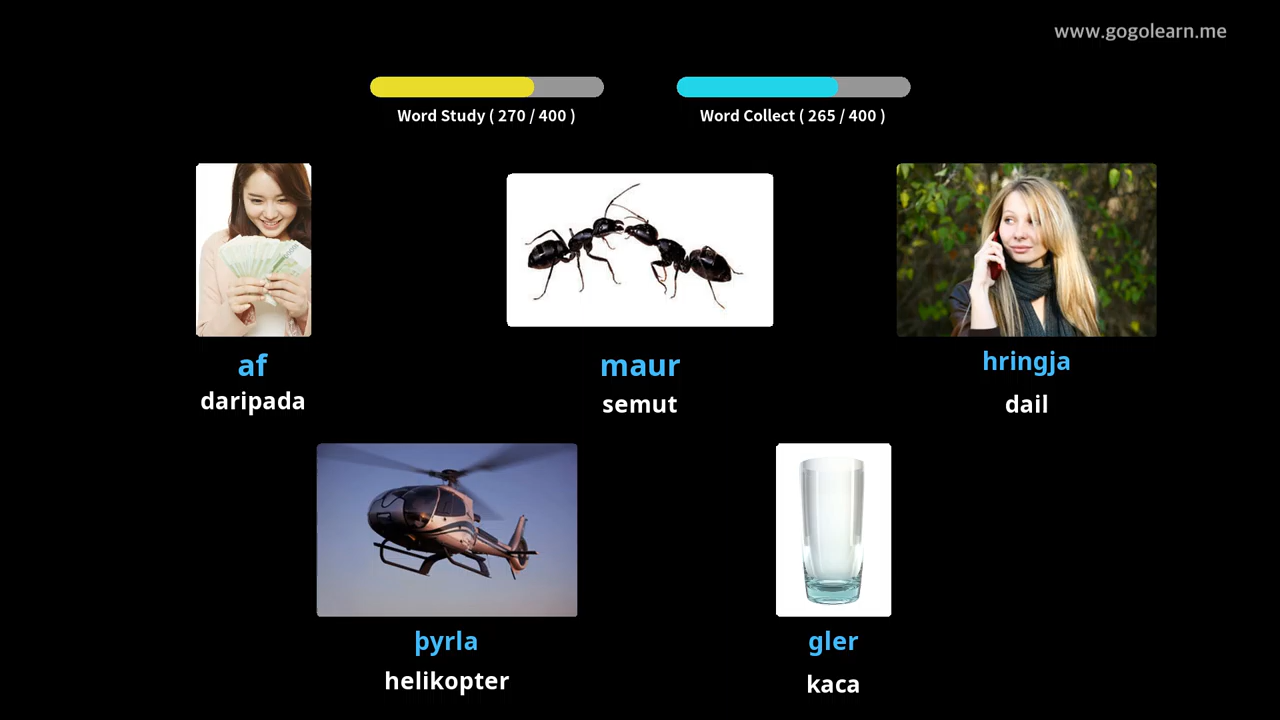 www.gogolearn.me
Word Study ( 270 / 400 )
Word Collect ( 265 / 400 )
af
daripada
maur
semut
hringja
dail
þyrla
helikopter
gler
kaca